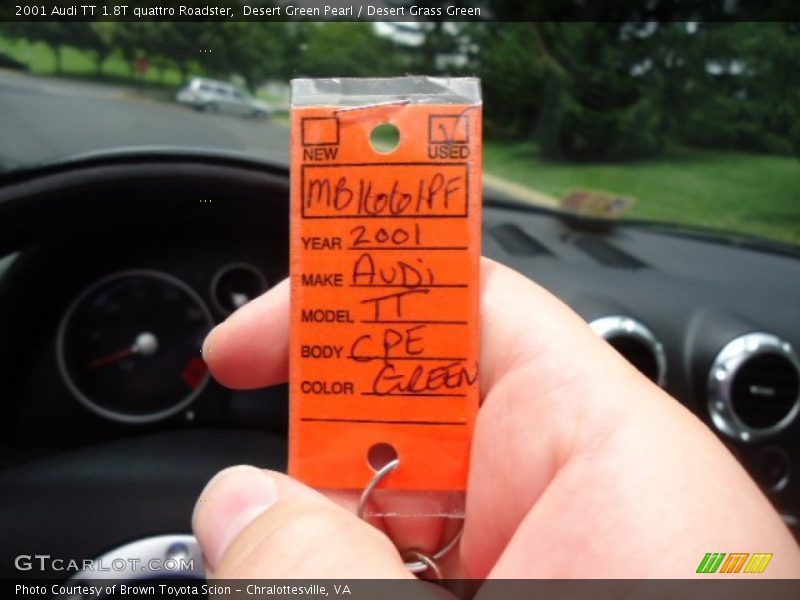 2001 Audi TT 1.8T quattro Roadster,  Desert Green Pearl / Desert Grass Green
NEW USED
MB1661PF
YEAR 2001
MAKE AUDi
MODEL TT
BODY CPE
COLOR GREEN
GTCARLOT.COM
Photo Courtesy of Brown Toyota Scion - Chralottesville, VA